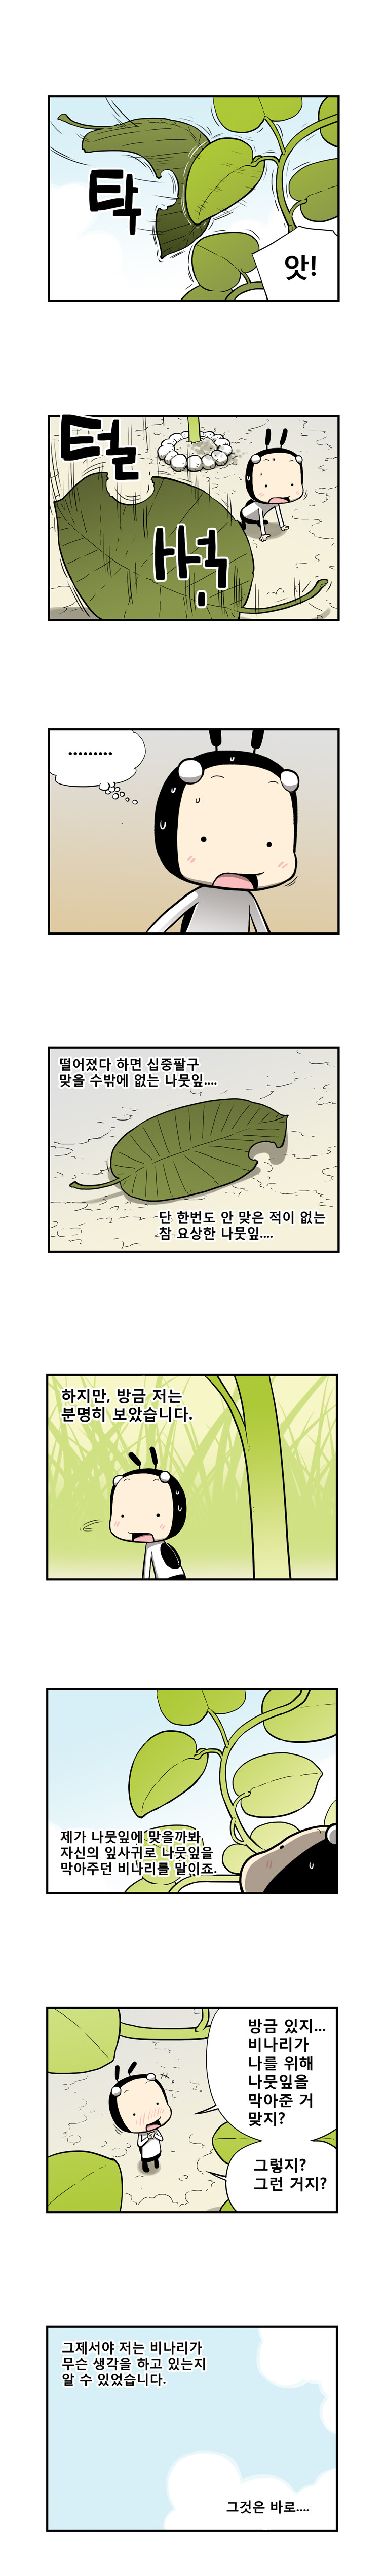 탁
앗!
털
썩
.........
떨어졌다 하면 십중팔구
맞을 수밖에 없는 나뭇잎....
단 한번도 안 맞은 적이 없는
참 요상한 나뭇잎....
하지만, 방금 저는
분명히 보았습니다.
제가 나뭇잎에 맞을까봐
자신의 잎사귀로 나뭇잎을
막아주던 비나리를 말이죠.
방금 있지...
비나리가
나를 위해
나뭇잎을
막아준 거
맞지?
그렇지?
그런 거지?
그제서야 저는 비나리가
무슨 생각을 하고 있는지
알 수 있었습니다.
그것은 바로....